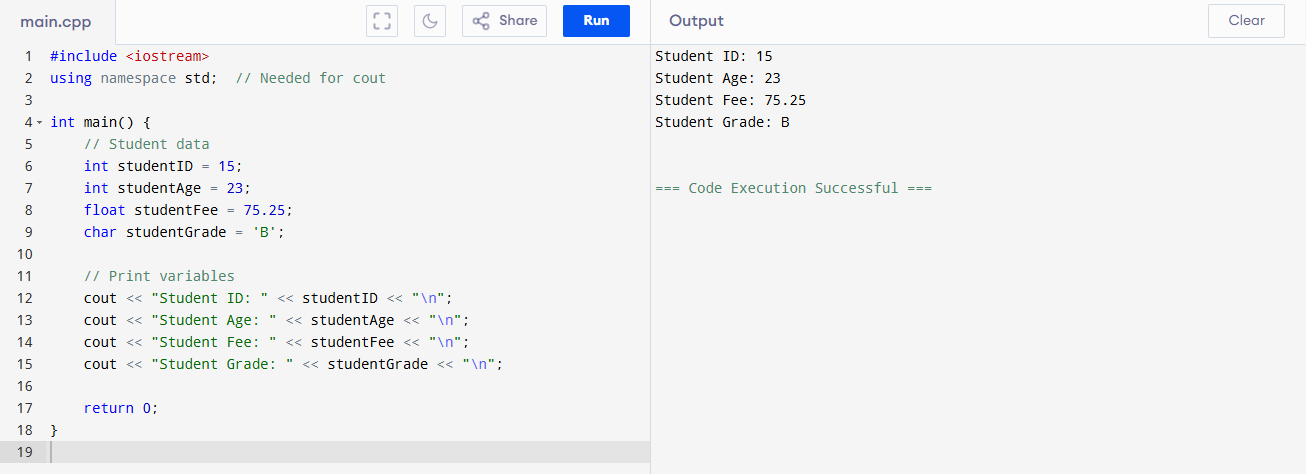 main.cpp
Share
Run
Output
Clear
1 #include <iostream>
2 using namespace std;  // Needed for cout
3
4 int main() {
5     // Student data
6     int studentID = 15;
7     int studentAge = 23;
8     float studentFee = 75.25;
9     char studentGrade = 'B';
10
11     // Print variables
12     cout << "Student ID: " << studentID << "\n";
13     cout << "Student Age: " << studentAge << "\n";
14     cout << "Student Fee: " << studentFee << "\n";
15     cout << "Student Grade: " << studentGrade << "\n";
16
17     return 0;
18 }
19
Student ID: 15
Student Age: 23
Student Fee: 75.25
Student Grade: B
=== Code Execution Successful ===